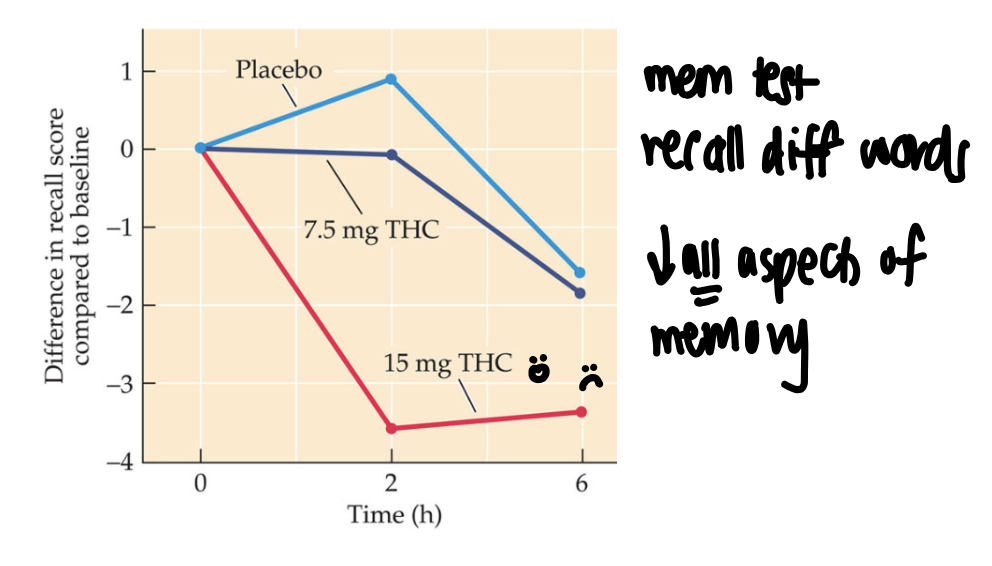 1
0
−1
−2
−3
−4
Difference in recall score
compared to baseline
Placebo
7.5 mg THC
15 mg THC
0 2 6
Time (h)
mem test
recall diff words
↓all aspects of
memory